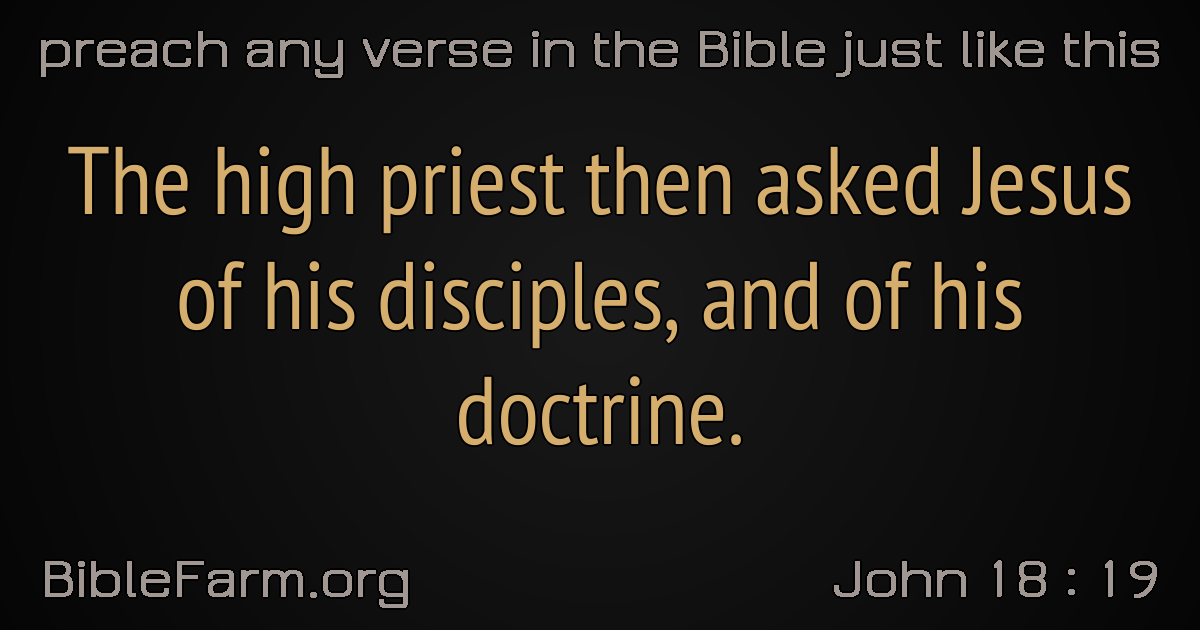 preach any verse in the Bible just like this
The high priest then asked Jesus
of his disciples, and of his
doctrine.
BibleFarm.org
John 18 : 19